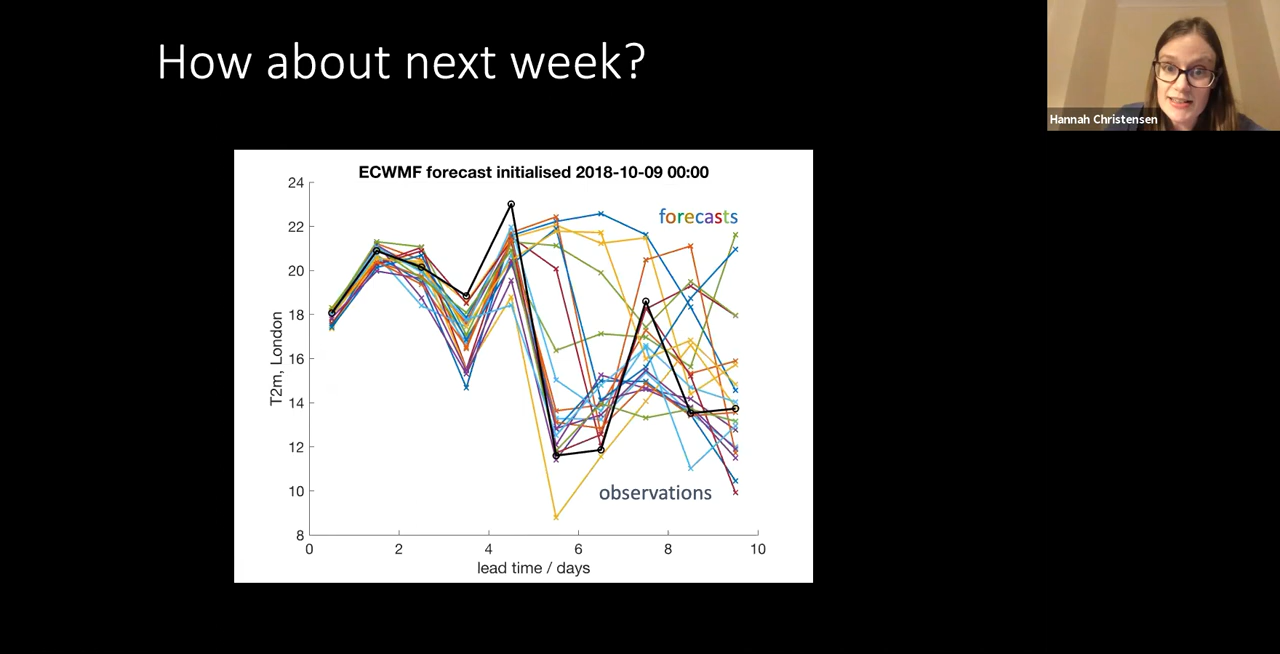 How about next week?
Hannah Christensen
ECWMF forecast initialised 2018-10-09 00:00
24
22
20
18
16
14
12
10
8
T2m, London
forecasts
observations
0 2 4 6 8 10
lead time / days